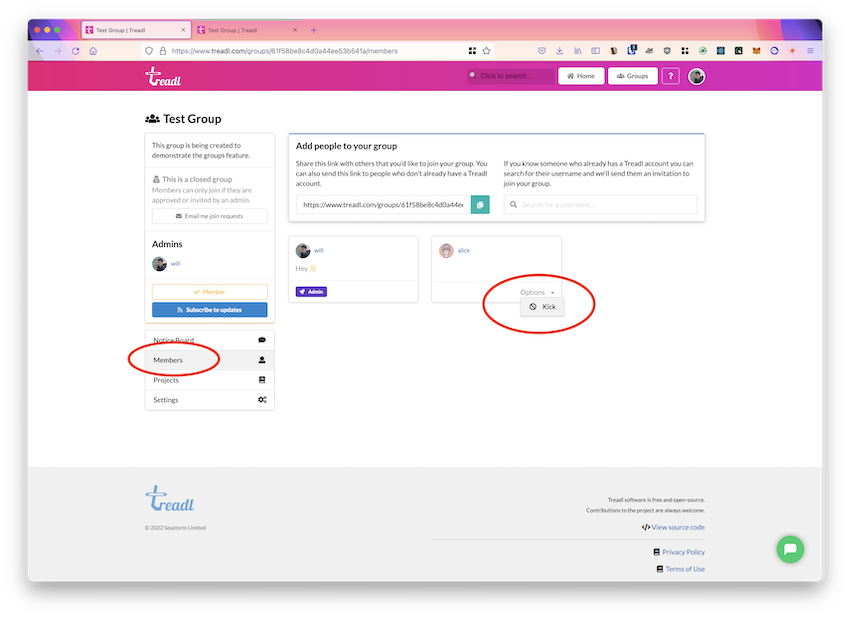 Test Group | Treadl
Test Group | Treadl
https://www.treadl.com/groups/61f58be8c4d0a44ee53b541a/members
treadl
Click to search...
Home
Groups
?
Test Group
This group is being created to
demonstrate the groups feature.
This is a closed group
Members can only join if they are
approved or invited by an admin.
Email me join requests
Admins
will
Member
Subscribe to updates
Notice Board
Members
Projects
Settings
Add people to your group
Share this link with others that you'd like to join your group. You
can also send this link to people who don't already have a Treadl
account.
https://www.treadl.com/groups/61f58be8c4d0a44ee
If you know someone who already has a Treadl account you can
search for their username and we'll send them an invitation to
join your group.
Search for a username...
will
Hey 👋
Admin
alice
Options
Kick
treadl
© 2022 Seastorm Limited
Treadl software is free and open-source.
Contributions to the project are always welcome.
View source code
Privacy Policy
Terms of Use